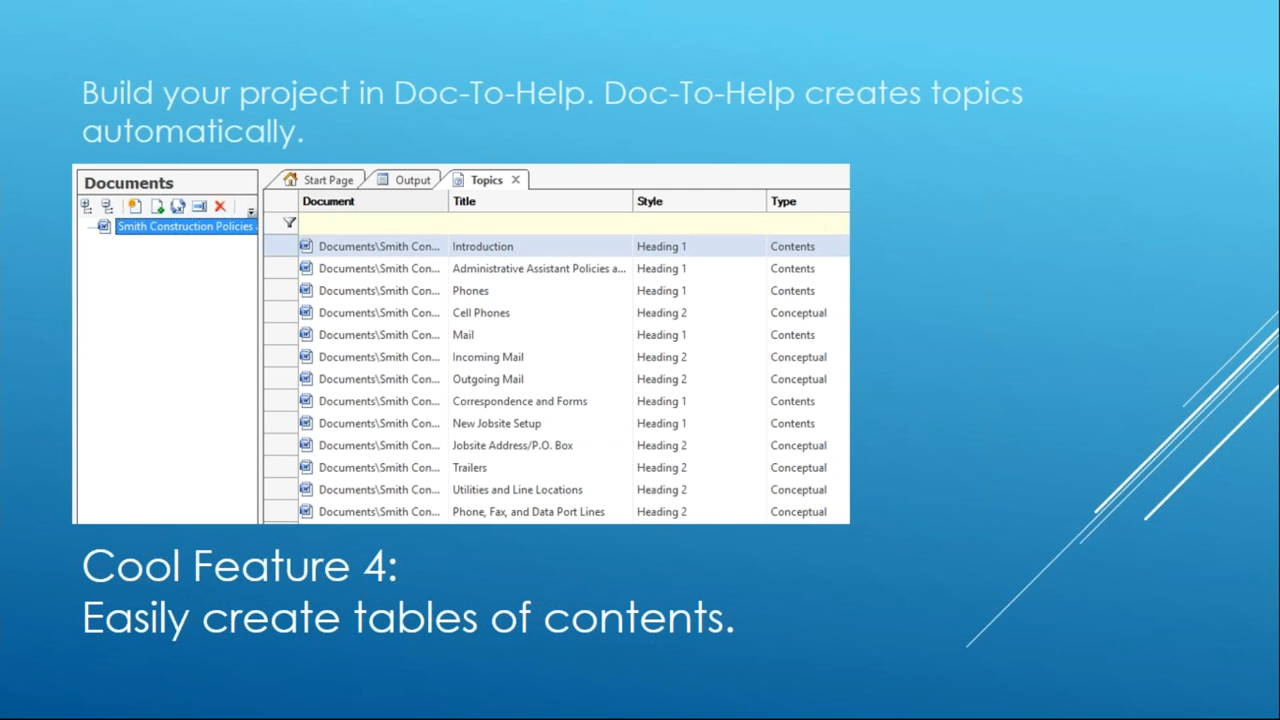 Build your project in Doc-To-Help. Doc-To-Help creates topics
automatically.
Documents
Start Page Output Topics
Document Title Style Type
Smith Construction Policies
Documents\Smith Con... Introduction Heading 1 Contents
Documents\Smith Con... Administrative Assistant Policies a... Heading 1 Contents
Documents\Smith Con... Phones Heading 1 Contents
Documents\Smith Con... Cell Phones Heading 2 Conceptual
Documents\Smith Con... Mail Heading 1 Contents
Documents\Smith Con... Incoming Mail Heading 2 Conceptual
Documents\Smith Con... Outgoing Mail Heading 2 Conceptual
Documents\Smith Con... Correspondence and Forms Heading 1 Contents
Documents\Smith Con... New Jobsite Setup Heading 1 Contents
Documents\Smith Con... Jobsite Address/P.O. Box Heading 2 Conceptual
Documents\Smith Con... Trailers Heading 2 Conceptual
Documents\Smith Con... Utilities and Line Locations Heading 2 Conceptual
Documents\Smith Con... Phone, Fax, and Data Port Lines Heading 2 Conceptual
Cool Feature 4:
Easily create tables of contents.